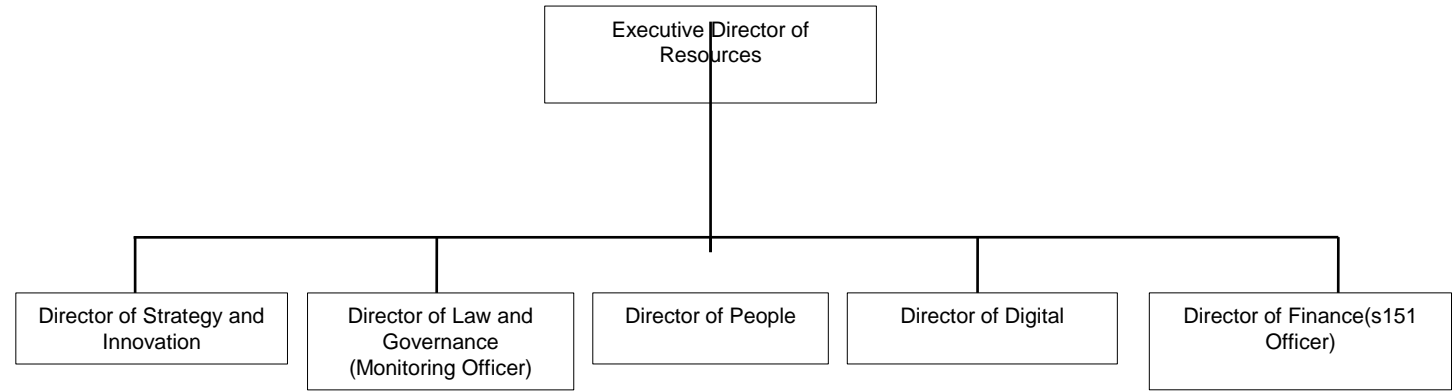 Executive Director of
Resources
Director of Strategy and
Innovation
Director of Law and
Governance
(Monitoring Officer)
Director of People
Director of Digital
Director of Finance(s151
Officer)